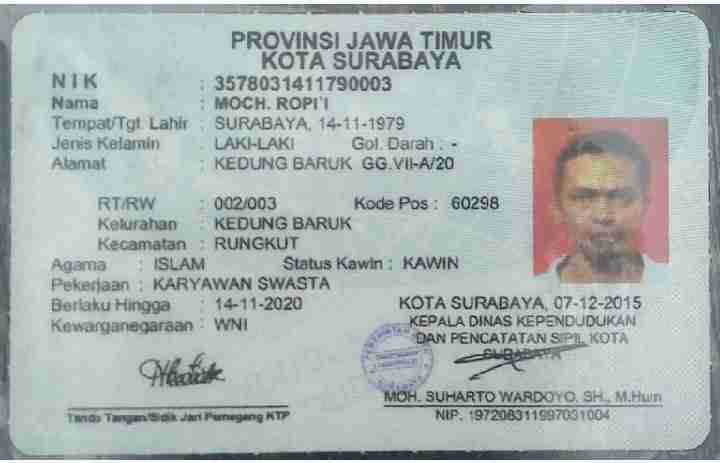 PROVINSI JAWA TIMUR
KOTA SURABAYA
NIK : 3578031411790003
Nama : MOCH. ROPI'I
Tempat/Tgt. Lahir : SURABAYA, 14-11-1979
Jenis Kelamin : LAKI-LAKI Gol. Darah : -
Alamat : KEDUNG BARUK GG.VII-A/20
RT/RW : 002/003 Kode Pos : 60298
Kelurahan : KEDUNG BARUK
Kecamatan : RUNGKUT
Agama : ISLAM Status Kawin : KAWIN
Pekerjaan : KARYAWAN SWASTA
Berlaku Hingga : 14-11-2020
Kewarganegaraan : WNI
KOTA SURABAYA, 07-12-2015
KEPALA DINAS KEPENDUDUKAN
DAN PENCATATAN SIPIL KOTA
SURABAYA
MOH. SUHARTO WARDOYO, SH., M.Hum
NIP. 197208311997031004
Tanda Tangan/Sidik Jari Pemegang KTP